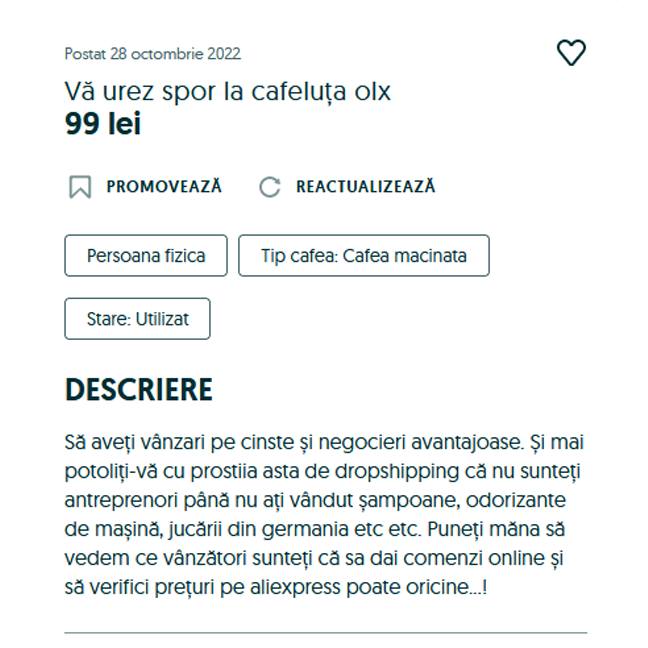 Postat 28 octombrie 2022
Vă urez spor la cafeluța olx
99 lei
PROMOVEAZĂ REACTUALIZEAZĂ
Persoana fizica Tip cafea: Cafea macinata
Stare: Utilizat
DESCRIERE
Să aveți vânzari pe cinste și negocieri avantajoase. Și mai
potoliți-vă cu prostiia asta de dropshipping că nu sunteți
antreprenori până nu ați vândut șampoane, odorizante
de mașină, jucării din germania etc etc. Puneți măna să
vedem ce vânzători sunteți că sa dai comenzi online și
să verifici prețuri pe aliexpress poate oricine...!